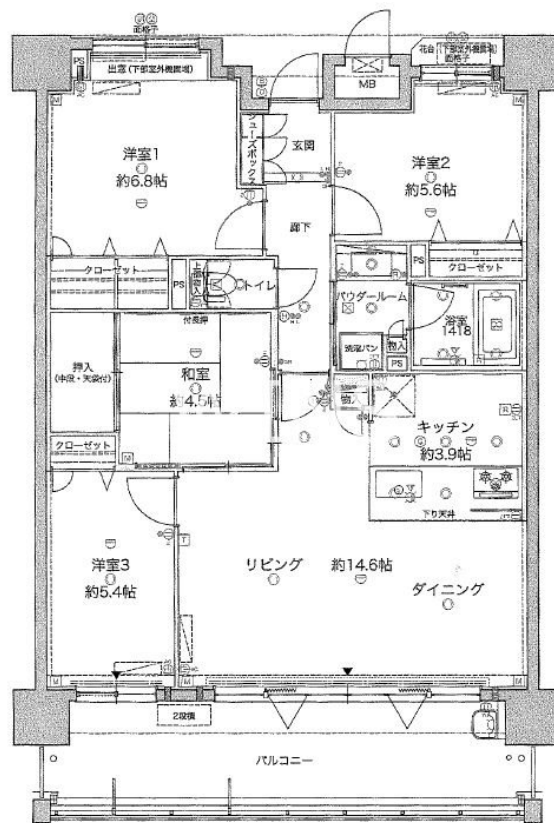 面格子
出窓(下部室外機置場)
PS
MB
花台(下部室外機置場)
面格子
PS
洋室1
約6.8帖
シューズボックス
玄関
洋室2
約5.6帖
廊下
クローゼット
PS
トイレ
PS
クローゼット
パウダールーム
浴室
1418
洗濯パン
物入
PS
付長押
押入
(中段・天袋付)
和室
約4.5帖
物入
キッチン
約3.9帖
クローゼット
下り天井
洋室3
約5.4帖
リビング
約14.6帖
ダイニング
2段積
バルコニー